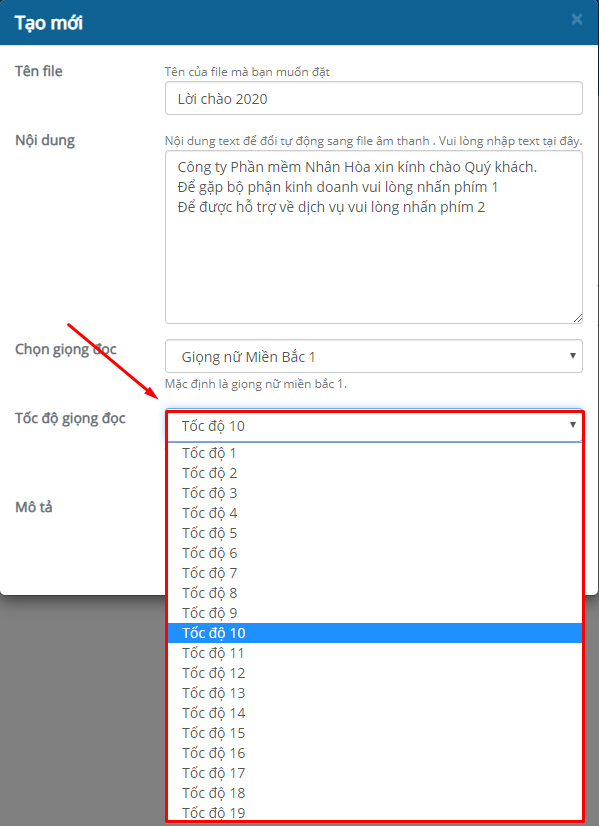 Tạo mới
×
Tên file
Tên của file mà bạn muốn đặt
Lời chào 2020
Nội dung
Nội dung text để đổi tự động sang file âm thanh . Vui lòng nhập text tại đây.
Công ty Phần mềm Nhân Hòa xin kính chào Quý khách.
Để gặp bộ phận kinh doanh vui lòng nhấn phím 1
Để được hỗ trợ về dịch vụ vui lòng nhấn phím 2
Chọn giọng đọc
Giọng nữ Miền Bắc 1
Mặc định là giọng nữ miền bắc 1.
Tốc độ giọng đọc
Tốc độ 10
Tốc độ 1
Tốc độ 2
Tốc độ 3
Tốc độ 4
Mô tả
Tốc độ 5
Tốc độ 6
Tốc độ 7
Tốc độ 8
Tốc độ 9
Tốc độ 10
Tốc độ 11
Tốc độ 12
Tốc độ 13
Tốc độ 14
Tốc độ 15
Tốc độ 16
Tốc độ 17
Tốc độ 18
Tốc độ 19